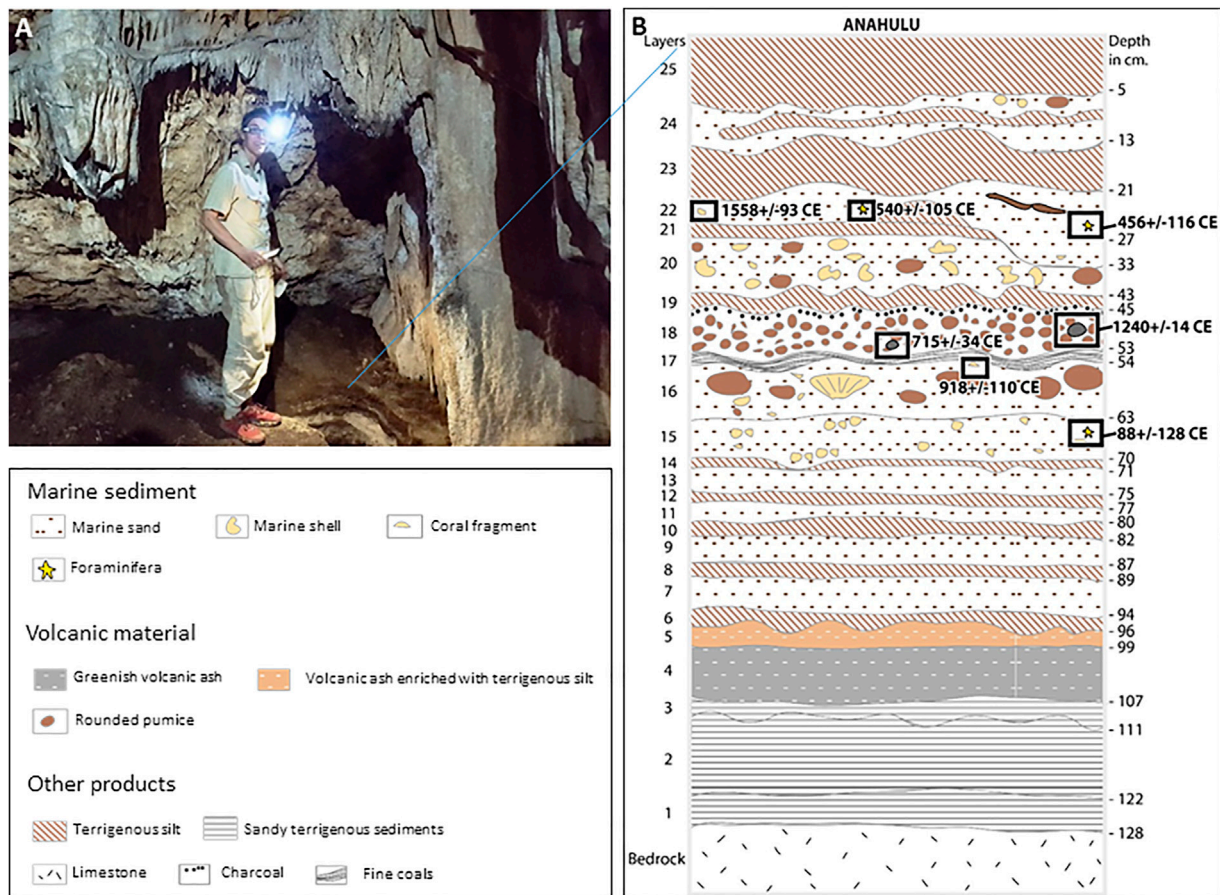 A
Marine sediment
Marine sand
Marine shell
Coral fragment
Foraminifera
Volcanic material
Greenish volcanic ash
Volcanic ash enriched with terrigenous silt
Rounded pumice
Other products
Terrigenous silt
Sandy terrigenous sediments
Limestone
Charcoal
Fine coals
B
ANAHULU
Layers
Depth
in cm.
25
- 5
24
- 13
23
- 21
22
1558+/-93 CE
540+/-105 CE
456+/-116 CE
21
- 27
20
- 33
- 43
19
- 45
18
1240+/-14 CE
715+/-34 CE
- 53
17
- 54
918+/-110 CE
16
- 63
15
88+/-128 CE
- 70
14
- 71
13
- 75
12
- 77
11
- 80
10
- 82
9
- 87
8
- 89
7
- 94
6
- 96
5
- 99
4
- 107
3
- 111
2
- 122
1
- 128
Bedrock